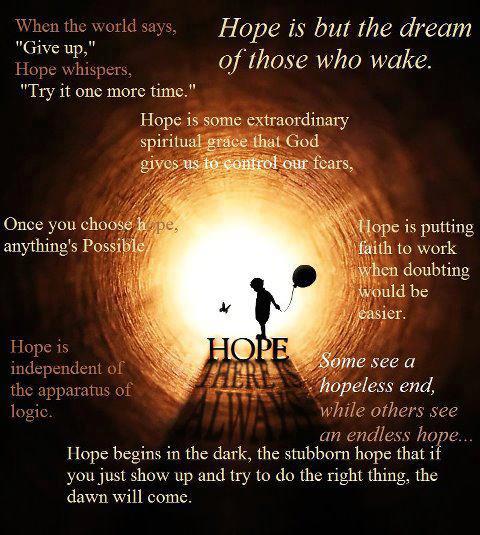 When the world says,
"Give up,"
Hope whispers,
"Try it one more time."
Hope is but the dream
of those who wake.
Hope is some extraordinary
spiritual grace that God
gives us to control our fears,
Once you choose hope,
anything's Possible.
Hope is putting
faith to work
when doubting
would be
easier.
HOPE
THERE IS
ALWAYS
Hope is
independent of
the apparatus of
logic.
Some see a
hopeless end,
while others see
an endless hope...
Hope begins in the dark, the stubborn hope that if
you just show up and try to do the right thing, the
dawn will come.